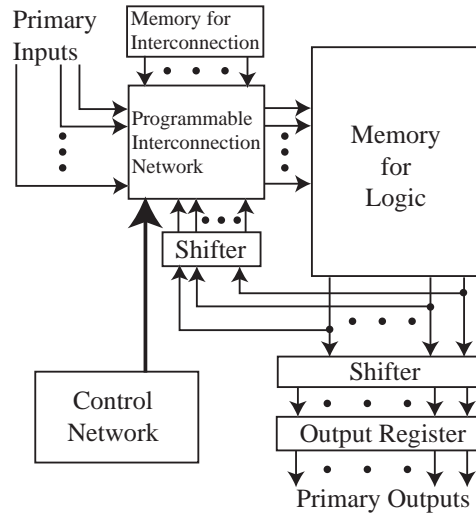 Primary
Inputs
Memory for
Interconnection
Programmable
Interconnection
Network
Memory
for
Logic
Shifter
Control
Network
Shifter
Output Register
Primary Outputs